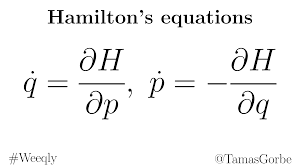 Hamilton's equations
q̇ = ∂H/∂p, ṗ = −∂H/∂q
#Weeqly @TamasGorbe